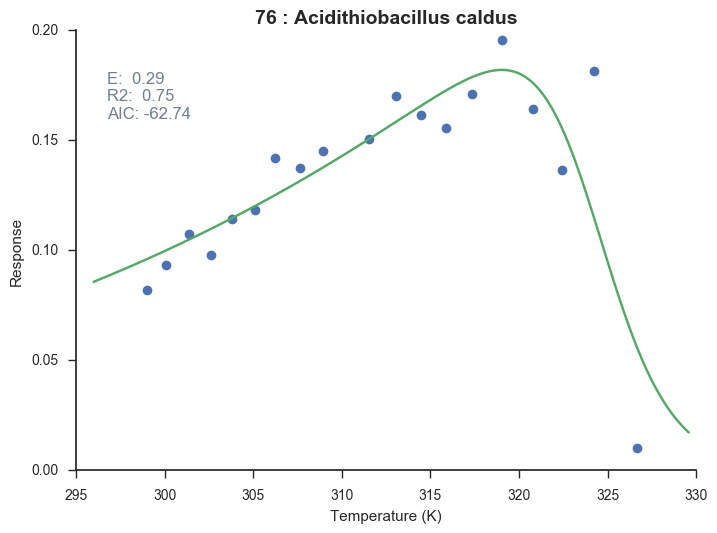 76 : Acidithiobacillus caldus
E:  0.29
R2:  0.75
AIC: -62.74
0.20
0.15
0.10
0.05
0.00
Response
295 300 305 310 315 320 325 330
Temperature (K)